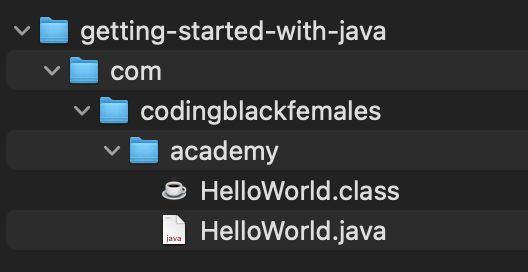 getting-started-with-java
com
codingblackfemales
academy
HelloWorld.class
java HelloWorld.java